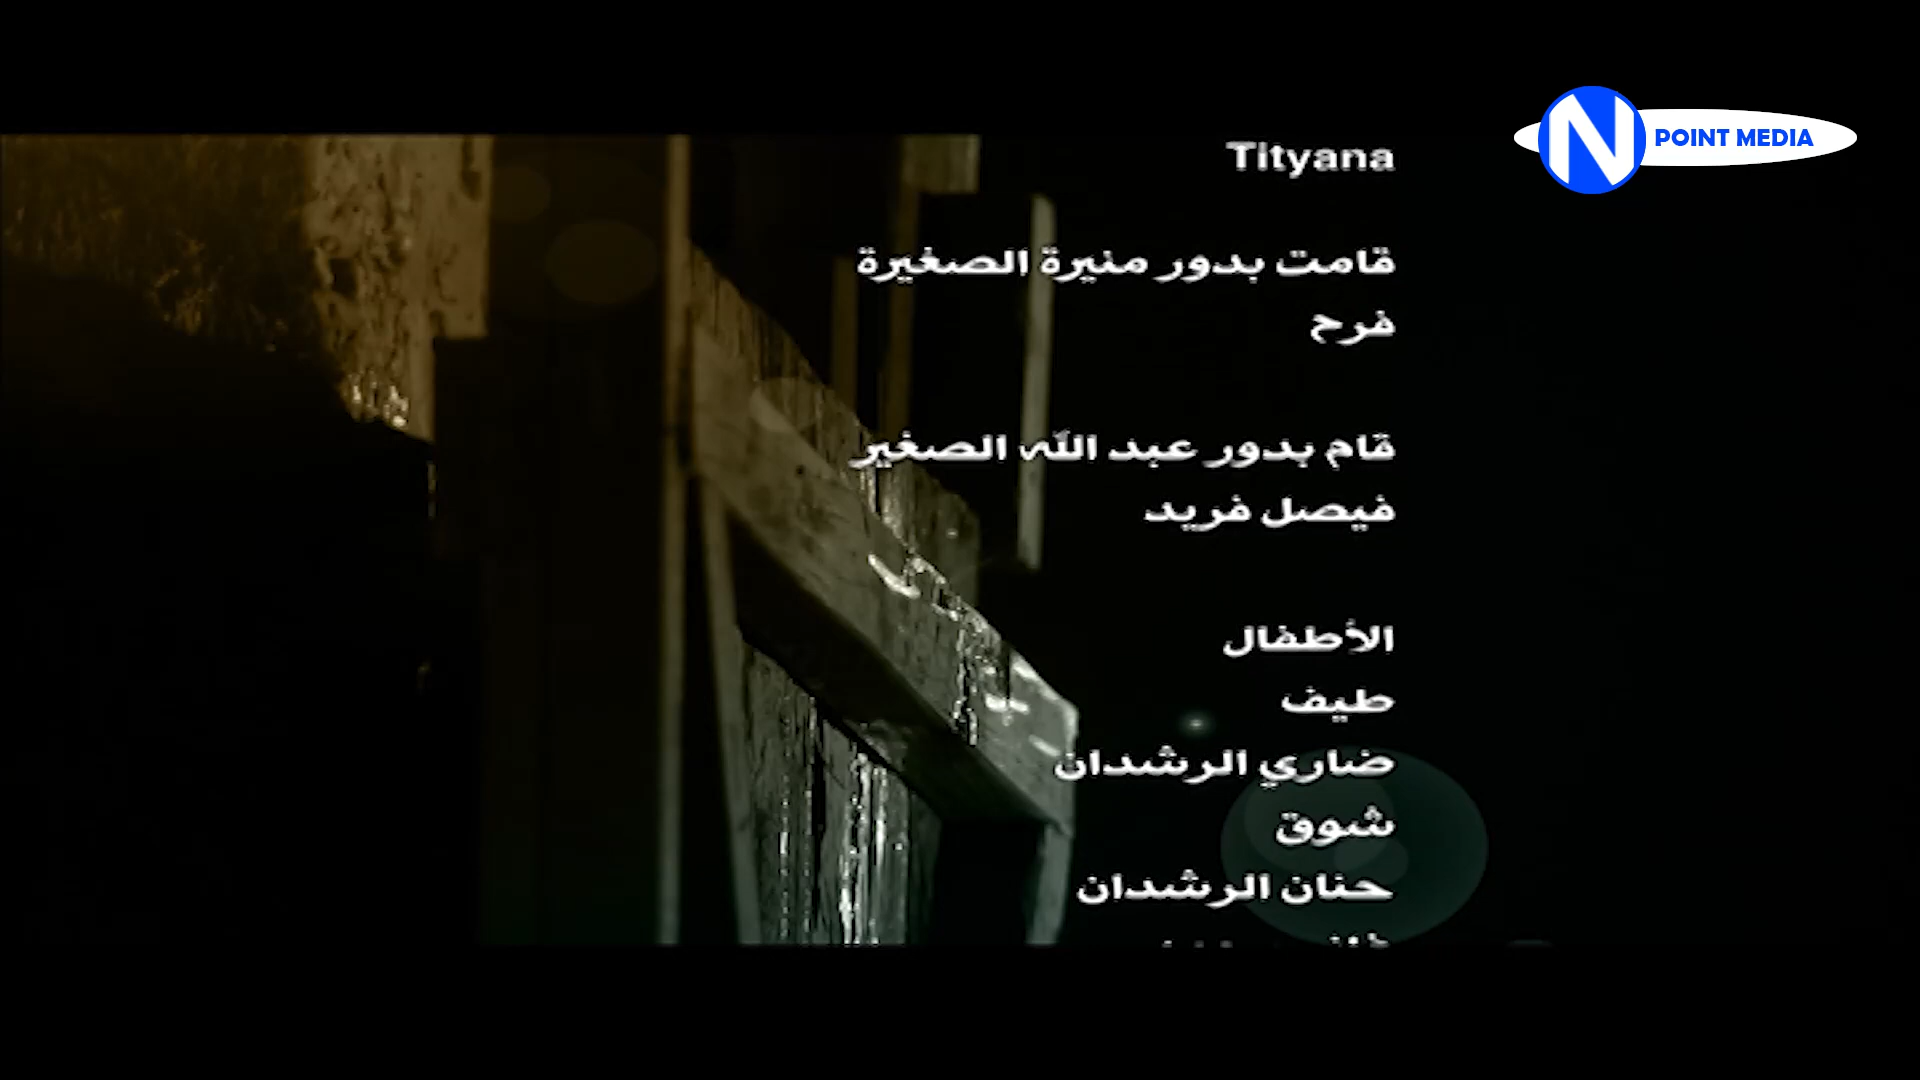 N POINT MEDIA
Tityana
قامت بدور منيرة الصغيرة
فرح
قام بدور عبد الله الصغير
فيصل فريد
الأطفال
طيف
ضاري الرشدان
شوق
حنان الرشدان